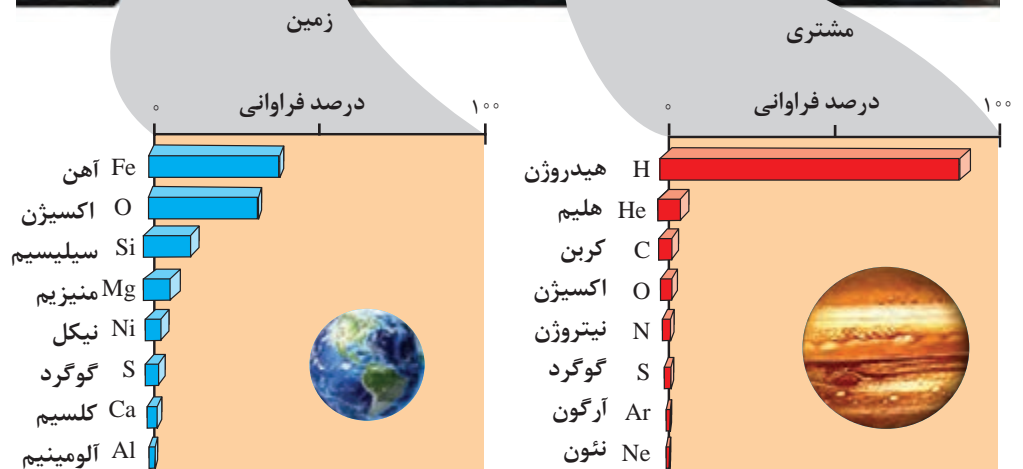 مشتری
درصد فراوانی
۰ ۱۰۰
H هیدروژن
He هلیم
C کربن
O اکسیژن
N نیتروژن
S گوگرد
Ar آرگون
Ne نئون
زمین
درصد فراوانی
۰ ۱۰۰
Fe آهن
O اکسیژن
Si سیلیسیم
Mg منیزیم
Ni نیکل
S گوگرد
Ca کلسیم
Al آلومینیم